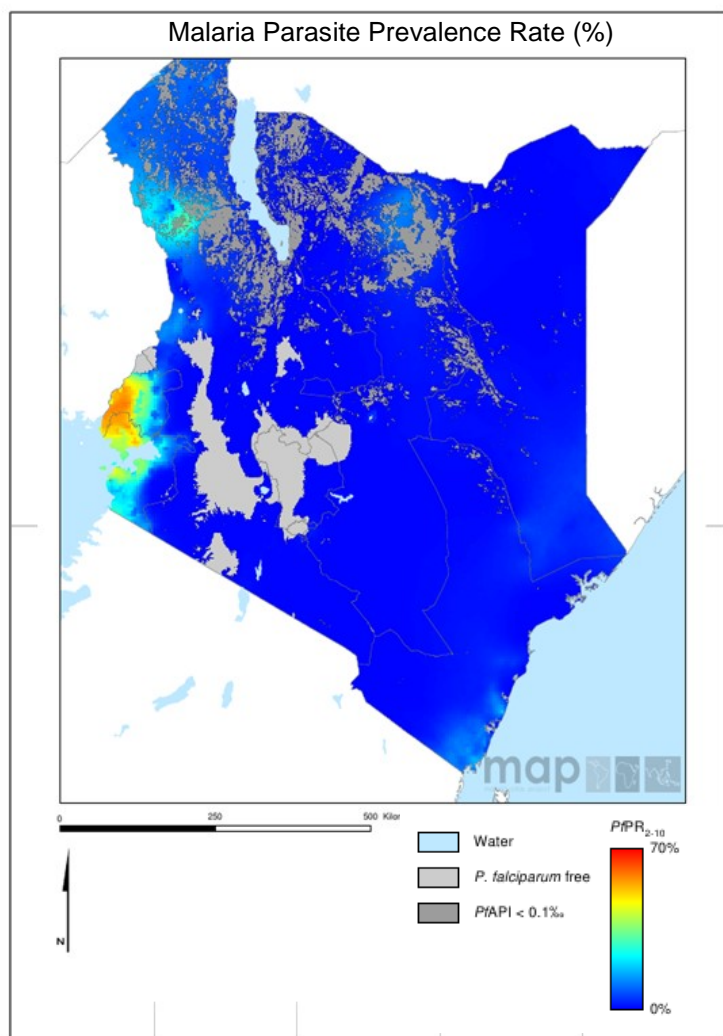 Malaria Parasite Prevalence Rate (%)
map
0 250 500 Kilor
N
Water
P. falciparum free
PfAPI < 0.1‰
PfPR2-10
70%
0%